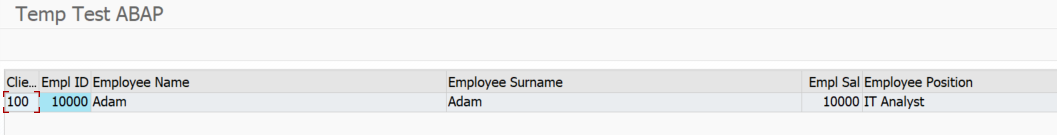 Temp Test ABAP
Clie... Empl ID Employee Name Employee Surname Empl Sal Employee Position
100 10000 Adam Adam 10000 IT Analyst